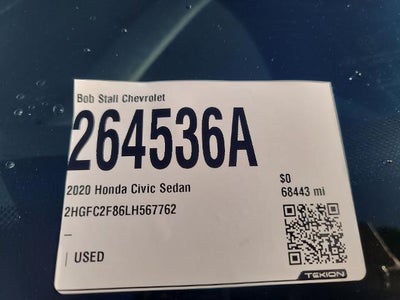 Bob Stall Chevrolet
264536A
2020 Honda Civic Sedan
$0
2HGFC2F86LH567762
68443 mi
USED
TEKION